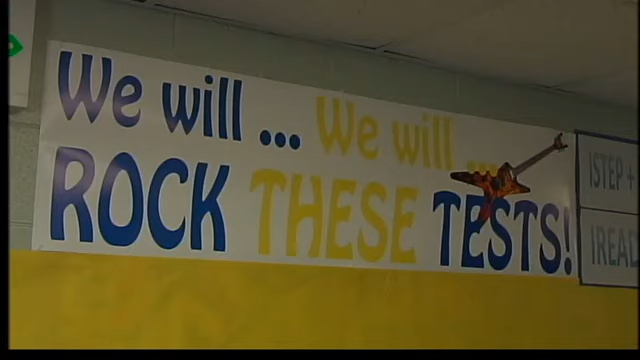 We will ... We will ...
ROCK THESE TESTS!
ISTEP+
IREAD